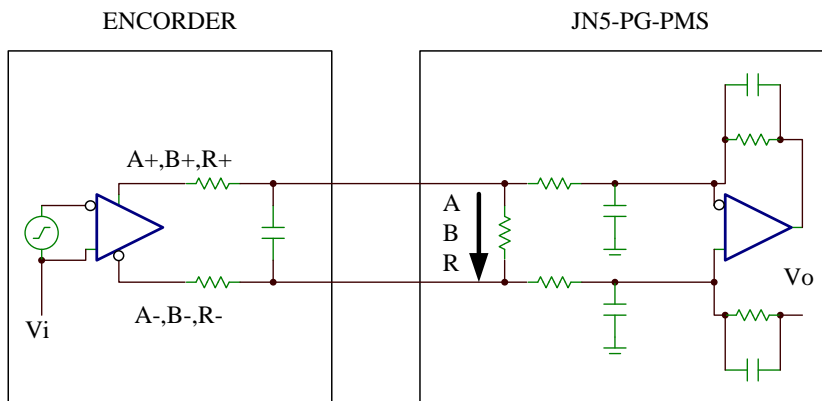 ENCORDER
JN5-PG-PMS
A+,B+,R+
A
B
R
A-,B-,R-
Vi
Vo